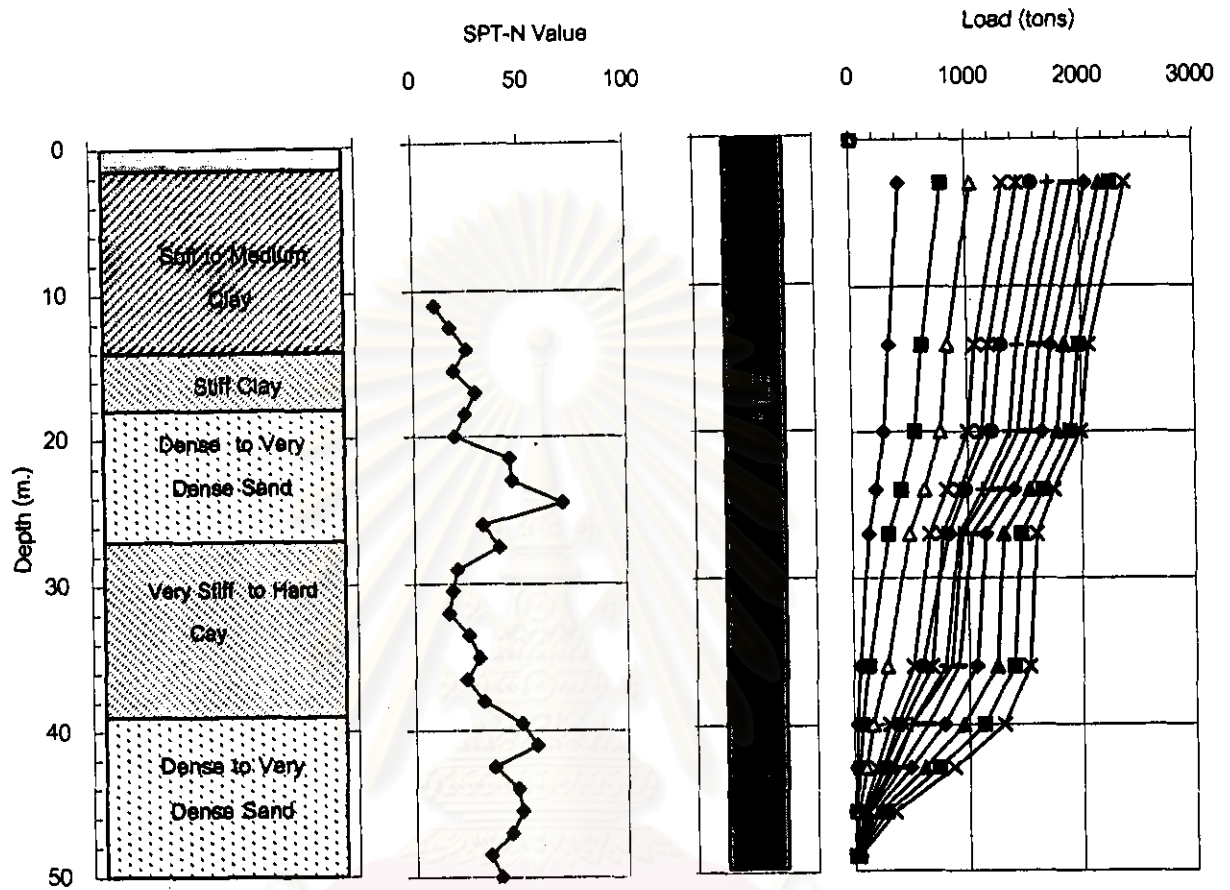 SPT-N Value
Load (tons)
0 50 100
0 1000 2000 3000
Depth (m.)
0
10
20
30
40
50
Stiff to Medium
Clay
Stiff Clay
Dense to Very
Dense Sand
Very Stiff to Hard
Cay
Dense to Very
Dense Sand